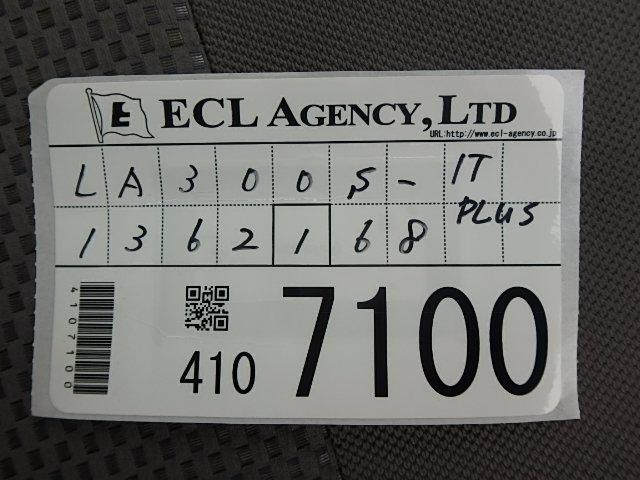 E ECL AGENCY, LTD
URL:http://www.ecl-agency.co.jp
LA300S- IT
1362168 PLUS
4107100
410 7100